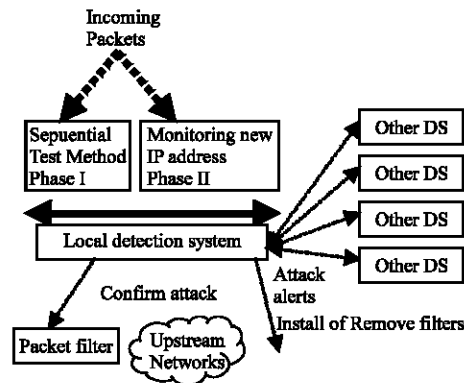 Incoming
Packets
Sepuential
Test Method
Phase I
Monitoring new
IP address
Phase II
Other DS
Other DS
Other DS
Other DS
Local detection system
Attack
alerts
Confirm attack
Install of Remove filters
Packet filter
Upstream
Networks